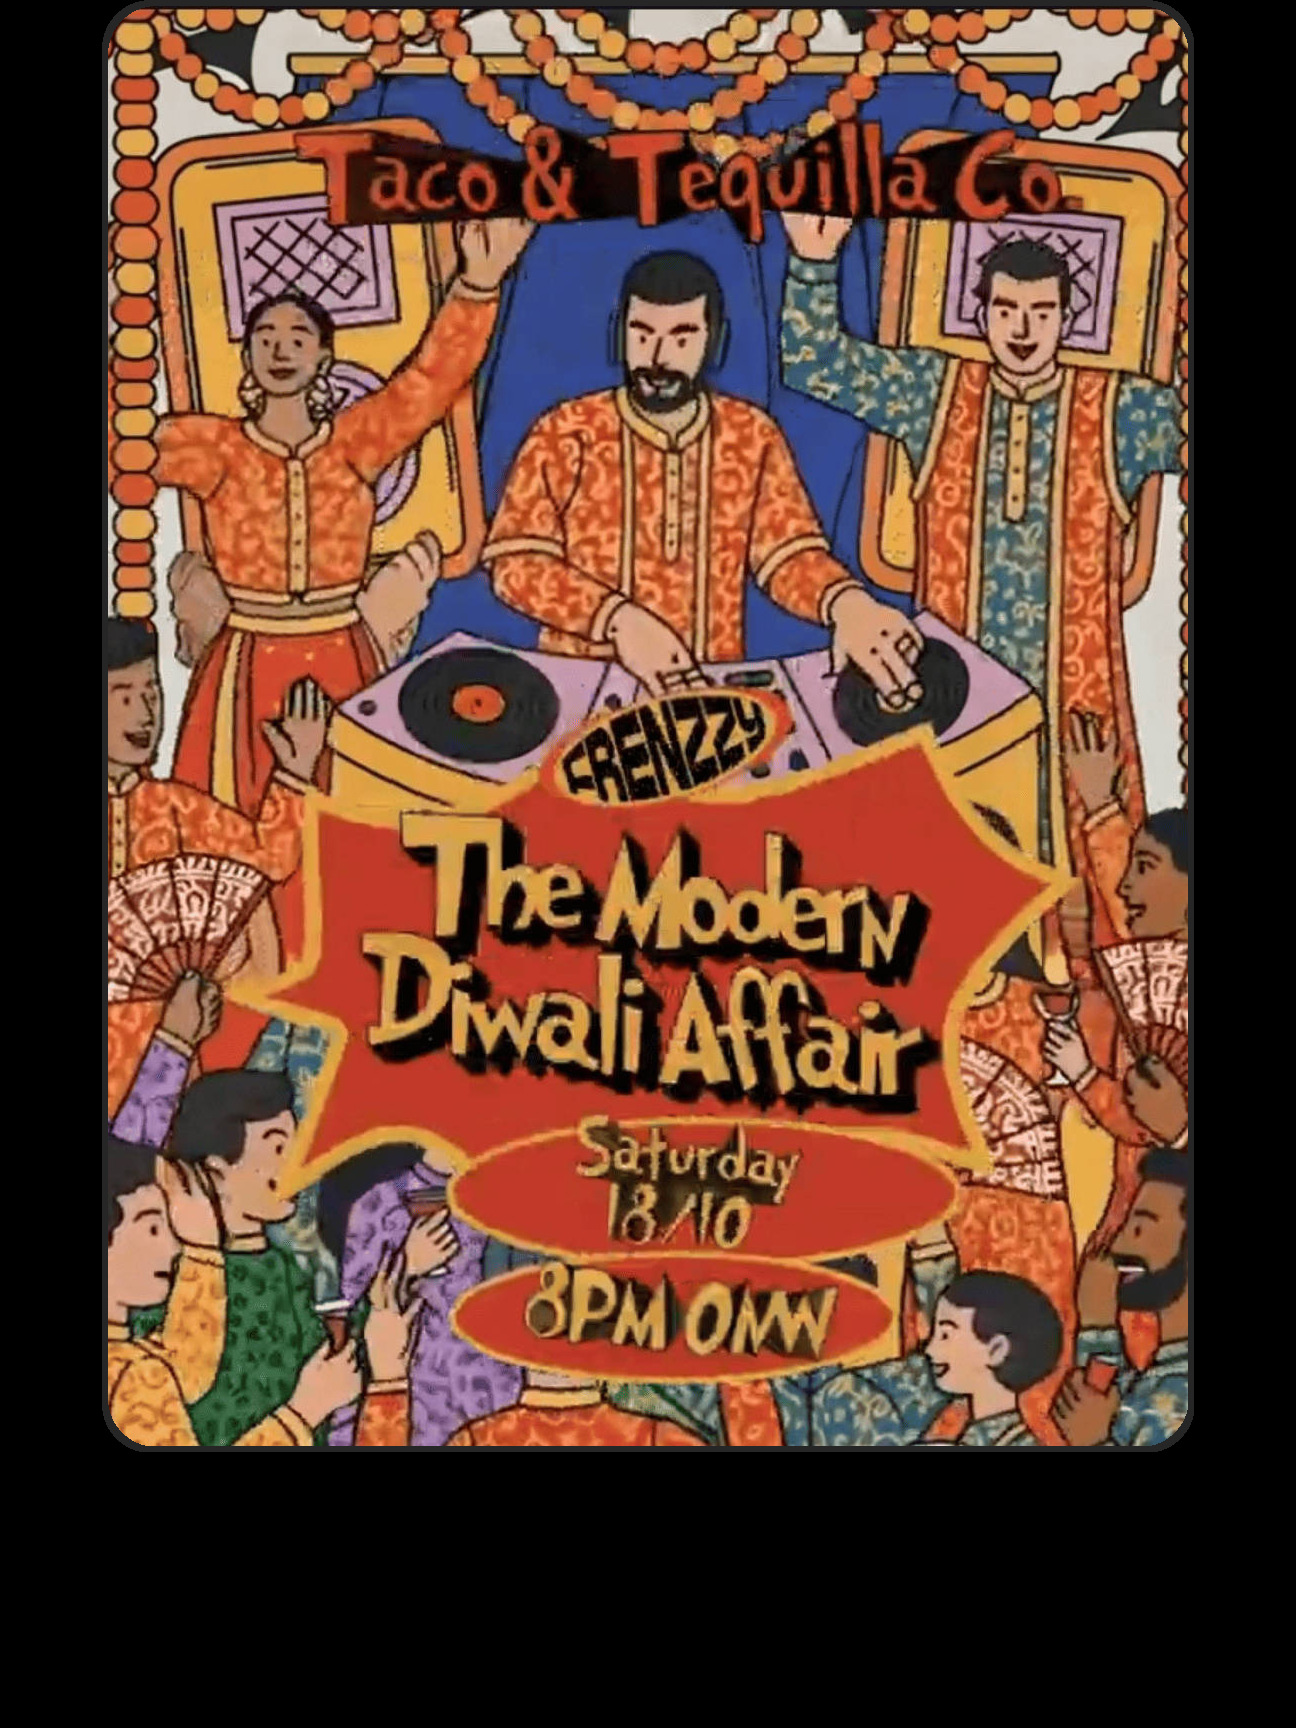 Taco & Tequilla Co.
FRENZZY
The Modern
Diwali Affair
Saturday
18/10
8PM ONW